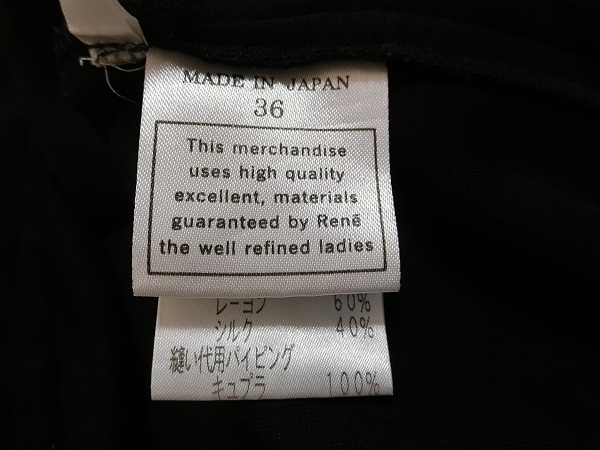 MADE IN JAPAN
36
This merchandise
uses high quality
excellent, materials
guaranteed by Renē
the well refined ladies
レーヨン 60%
シルク 40%
縫い代用パイピング
キュプラ 100%